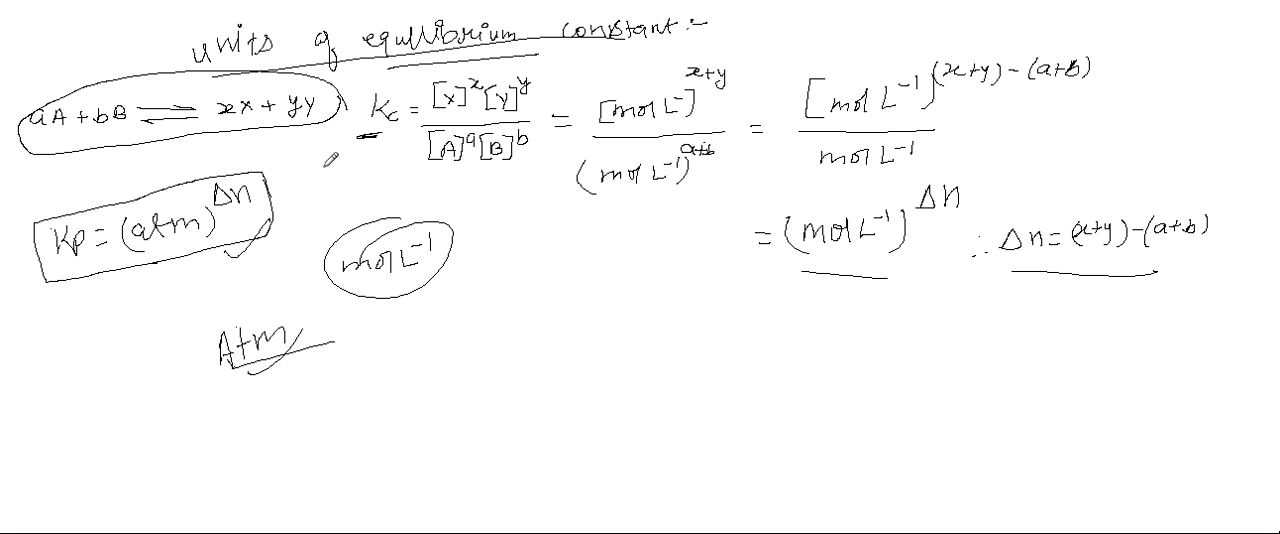 units of equilibrium constant :-
aA + bB ⇌ xX + yY Kc = [X]^x [Y]^y / [A]^a [B]^b = [mol L⁻]^(x+y) / (mol L⁻¹)^(a+b) = [mol L⁻¹]^((x+y)-(a+b)) / mol L⁻¹
Kp = (atm)^Δn
= (mol L⁻¹)^Δn ∴ Δn = (x+y)-(a+b)
mol L⁻¹
Atm